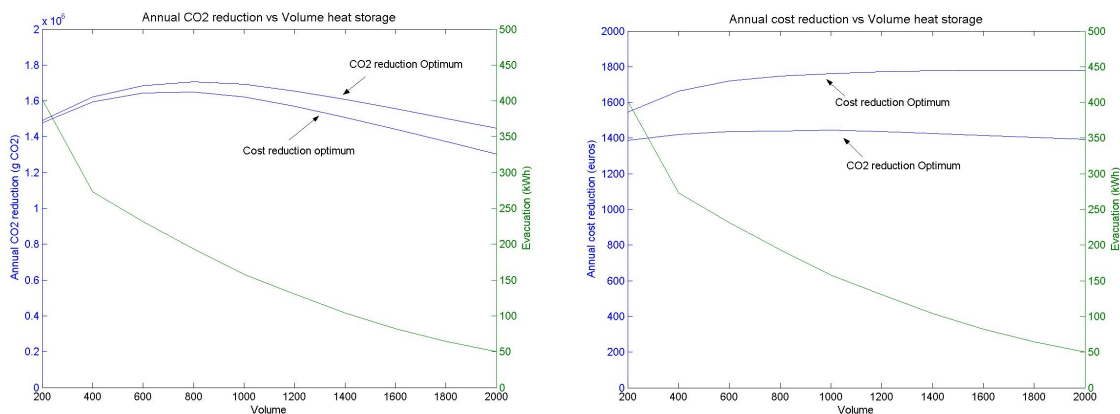 Annual CO2 reduction vs Volume heat storage
2 x 10^6
1.8
1.6
1.4
1.2
1
0.8
0.6
0.4
0.2
0
Annual CO2 reduction (g CO2)
CO2 reduction Optimum
Cost reduction optimum
500
450
400
350
300
250
200
150
100
50
0
Evacuation (kWh)
200 400 600 800 1000 1200 1400 1600 1800 2000
Volume
Annual cost reduction vs Volume heat storage
2000
1800
1600
1400
1200
1000
800
600
400
200
0
Annual cost reduction (euros)
Cost reduction Optimum
CO2 reduction Optimum
500
450
400
350
300
250
200
150
100
50
0
Evacuation (kWh)
200 400 600 800 1000 1200 1400 1600 1800 2000
Volume